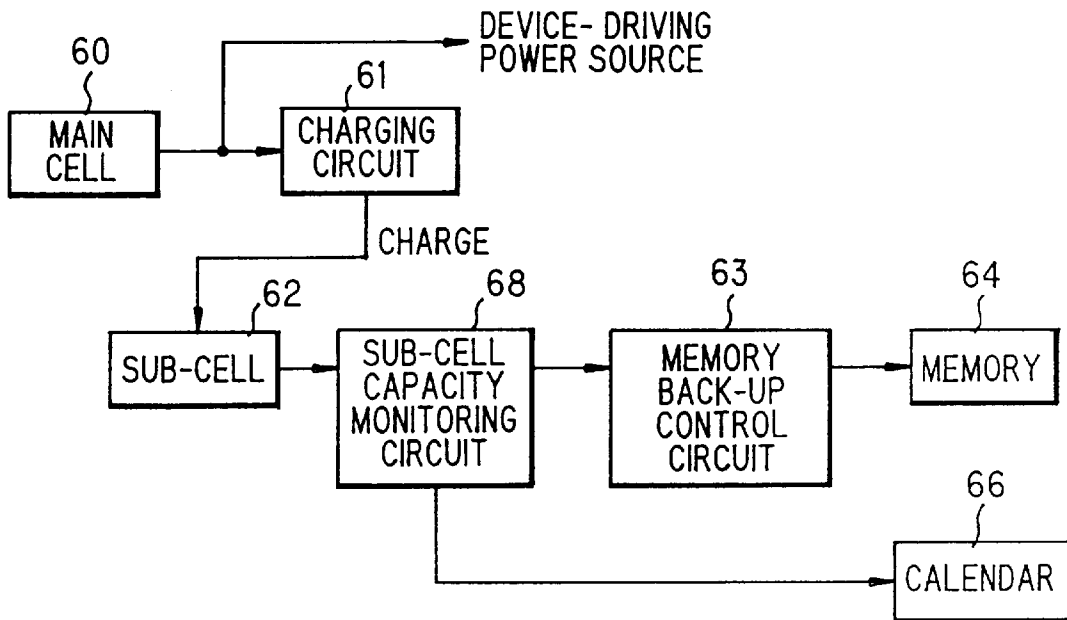 DEVICE- DRIVING
POWER SOURCE
60
61
MAIN
CELL
CHARGING
CIRCUIT
CHARGE
62
68
63
64
SUB-CELL
SUB-CELL
CAPACITY
MONITORING
CIRCUIT
MEMORY
BACK-UP
CONTROL
CIRCUIT
MEMORY
66
CALENDAR